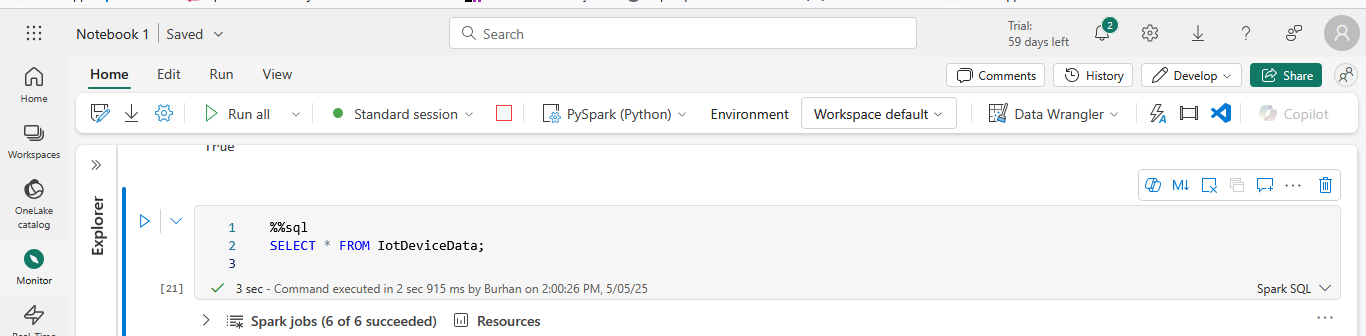 Notebook 1 Saved
Search
Trial:
59 days left
2
Home Edit Run View
Comments History Develop Share
Run all Standard session PySpark (Python) Environment Workspace default Data Wrangler Copilot
Home
Workspaces
OneLake
catalog
Monitor
Explorer
True
M↓
1 %%sql
2 SELECT * FROM IotDeviceData;
3
[21] 3 sec - Command executed in 2 sec 915 ms by Burhan on 2:00:26 PM, 5/05/25 Spark SQL
Spark jobs (6 of 6 succeeded) Resources